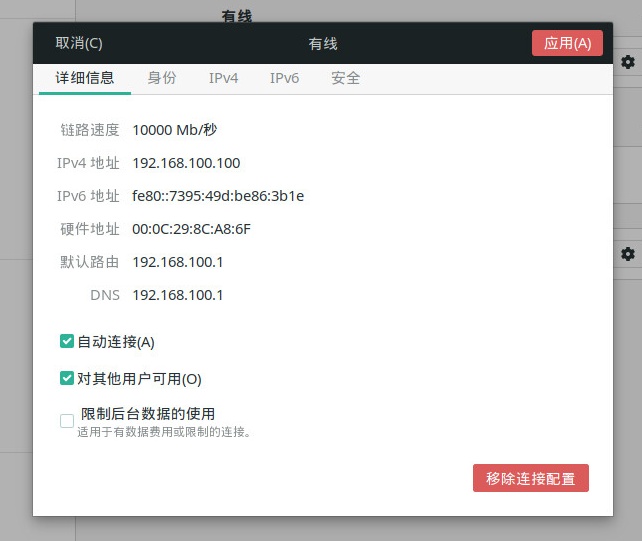 有线
取消(C)
有线
应用(A)
详细信息 身份 IPv4 IPv6 安全
链路速度 10000 Mb/秒
IPv4 地址 192.168.100.100
IPv6 地址 fe80::7395:49d:be86:3b1e
硬件地址 00:0C:29:8C:A8:6F
默认路由 192.168.100.1
DNS 192.168.100.1
自动连接(A)
对其他用户可用(O)
限制后台数据的使用
适用于有数据费用或限制的连接。
移除连接配置